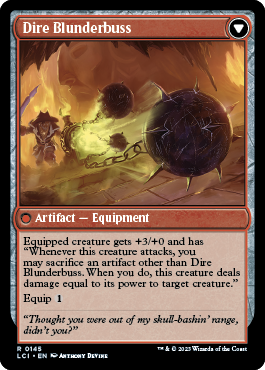 Dire Blunderbuss
Artifact — Equipment
Equipped creature gets +3/+0 and has
“Whenever this creature attacks, you
may sacrifice an artifact other than Dire
Blunderbuss. When you do, this creature deals
damage equal to its power to target creature.”
Equip 1
“Thought you were out of my skull-bashin’ range,
didn’t you?”
R 0145
LCI • EN ANTHONY DEVINE
™ & © 2023 Wizards of the Coast